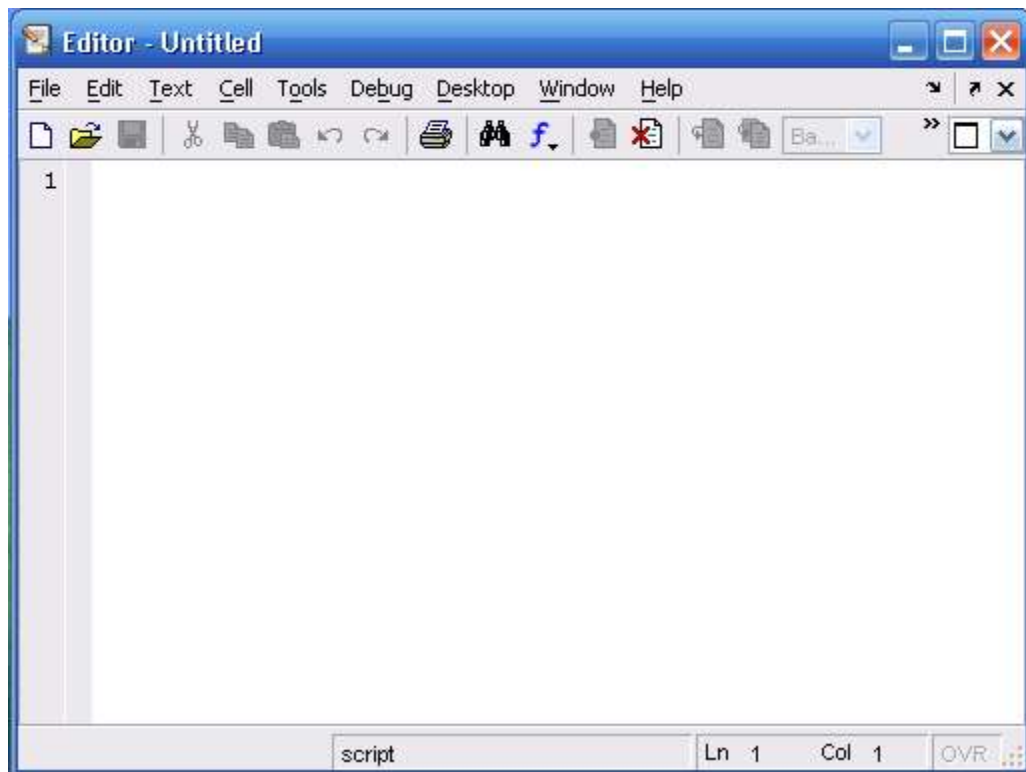 Editor - Untitled
File Edit Text Cell Tools Debug Desktop Window Help
f Ba... »
1
script Ln 1 Col 1 OVR